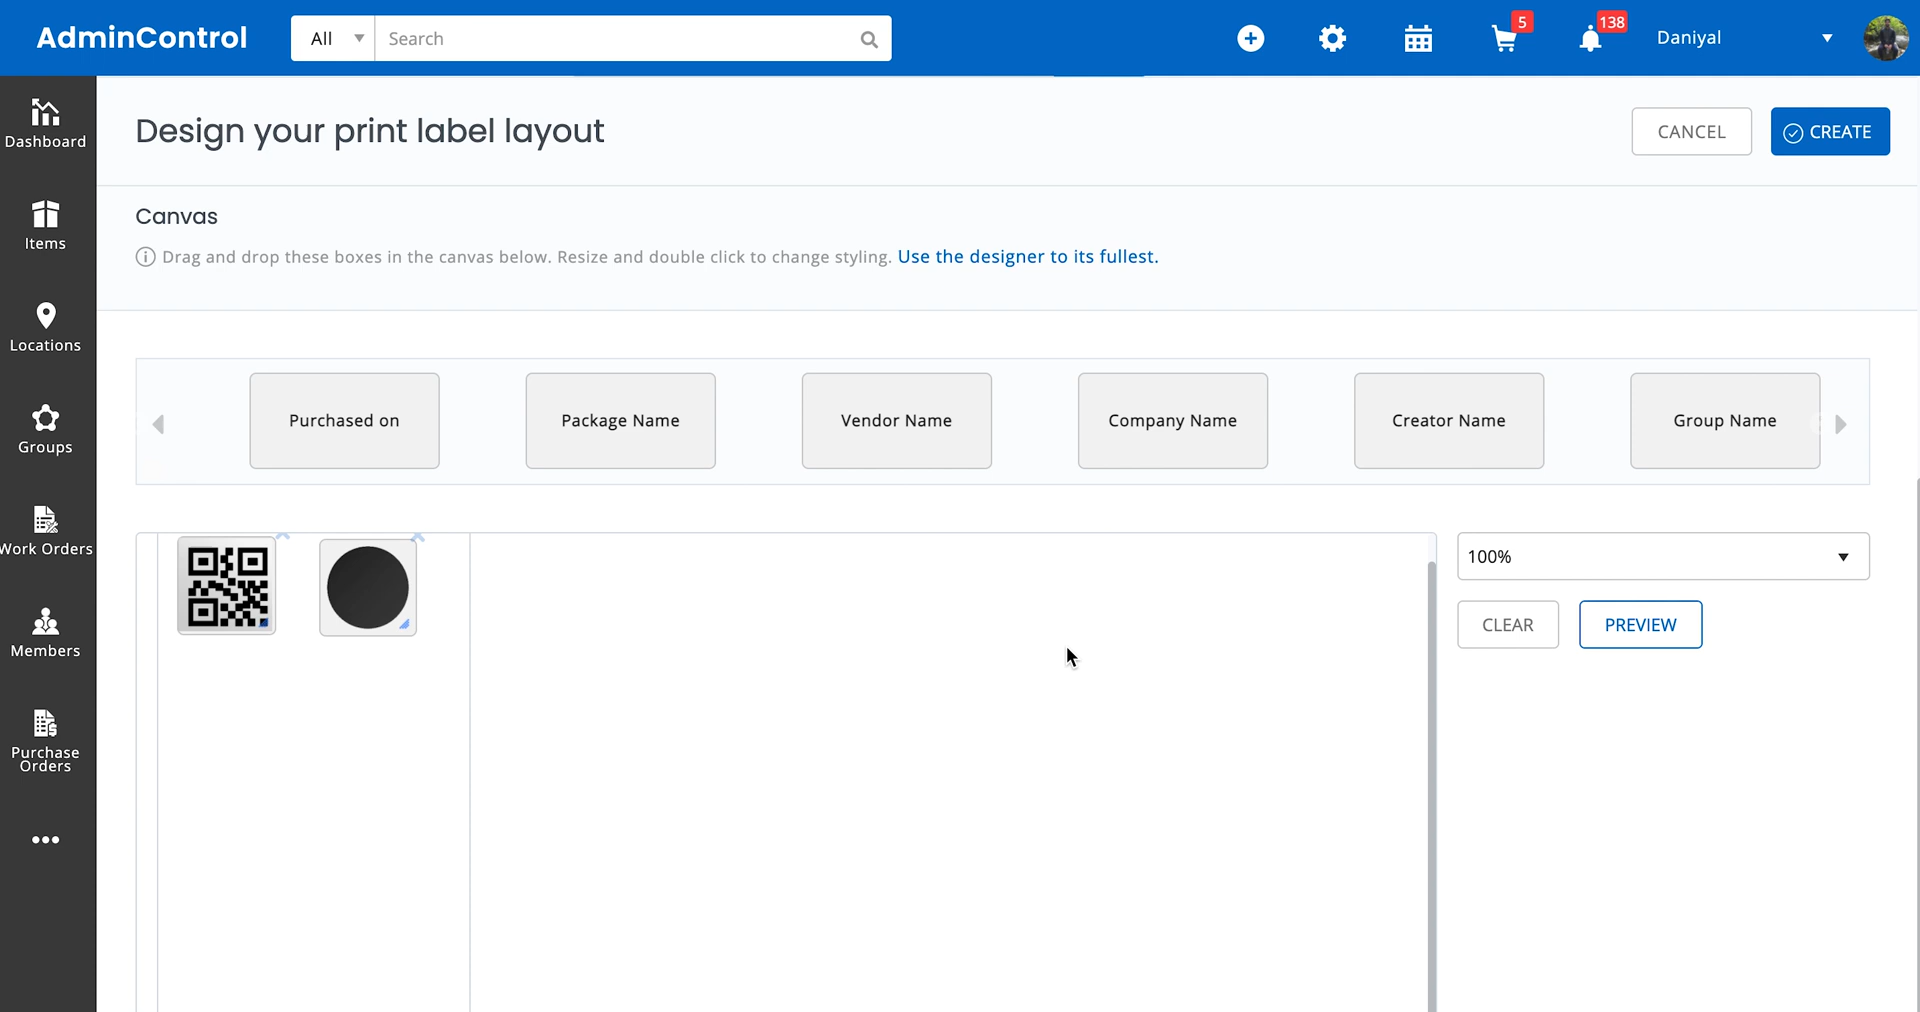 AdminControl
All
Search
5
138
Daniyal
Dashboard
Items
Locations
Groups
Work Orders
Members
Purchase
Orders
Design your print label layout
CANCEL
CREATE
Canvas
Drag and drop these boxes in the canvas below. Resize and double click to change styling. Use the designer to its fullest.
Purchased on
Package Name
Vendor Name
Company Name
Creator Name
Group Name
100%
CLEAR
PREVIEW